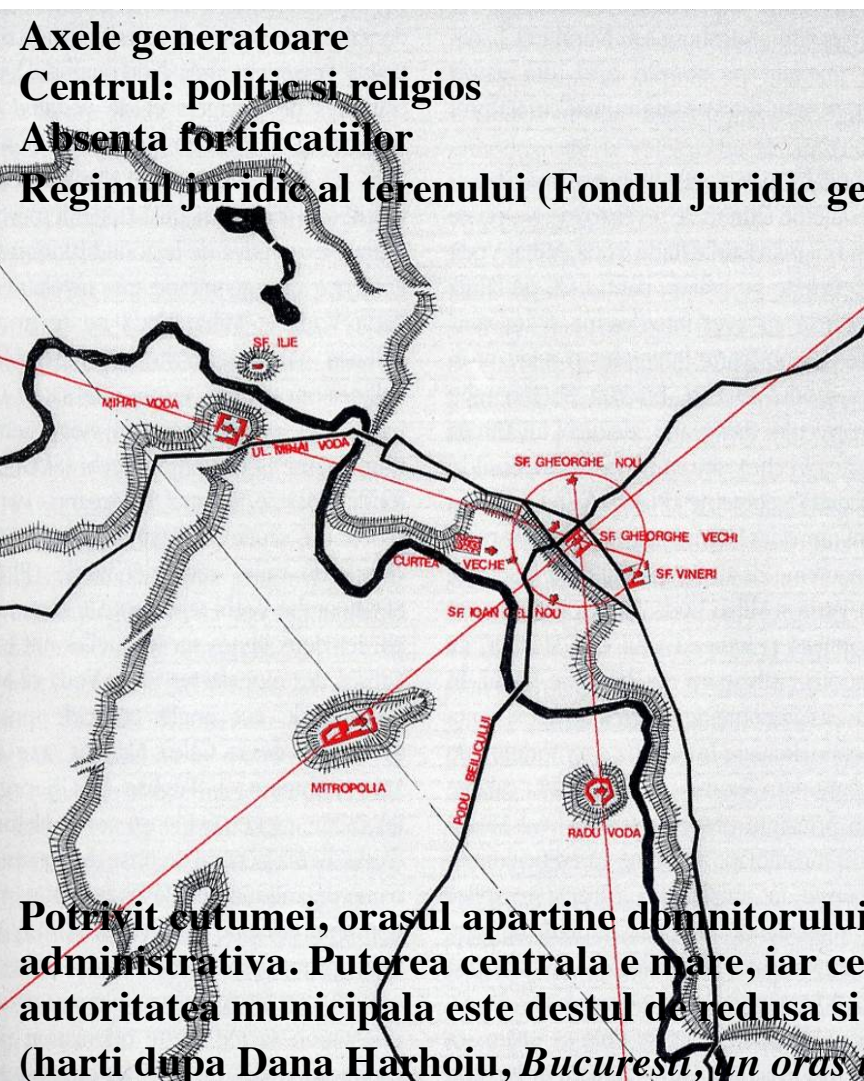 Axele generatoare
Centrul: politic si religios
Absenta fortificatiilor
Regimul juridic al terenului (Fondul juridic ge
SF. ILIE
MIHAI VODA
UL. MIHAI VODA
SF. GHEORGHE NOU
SF. GHEORGHE VECHI
CURTEA VECHE
SF. VINERI
SF. IOAN CEL NOU
PODU BEILICULUI
MITROPOLIA
RADU VODA
Potrivit cutumei, orasul apartine domnitorului
administrativa. Puterea centrala e mare, iar ce
autoritatea municipala este destul de redusa si
(harti dupa Dana Harhoiu, Bucuresti, un oras